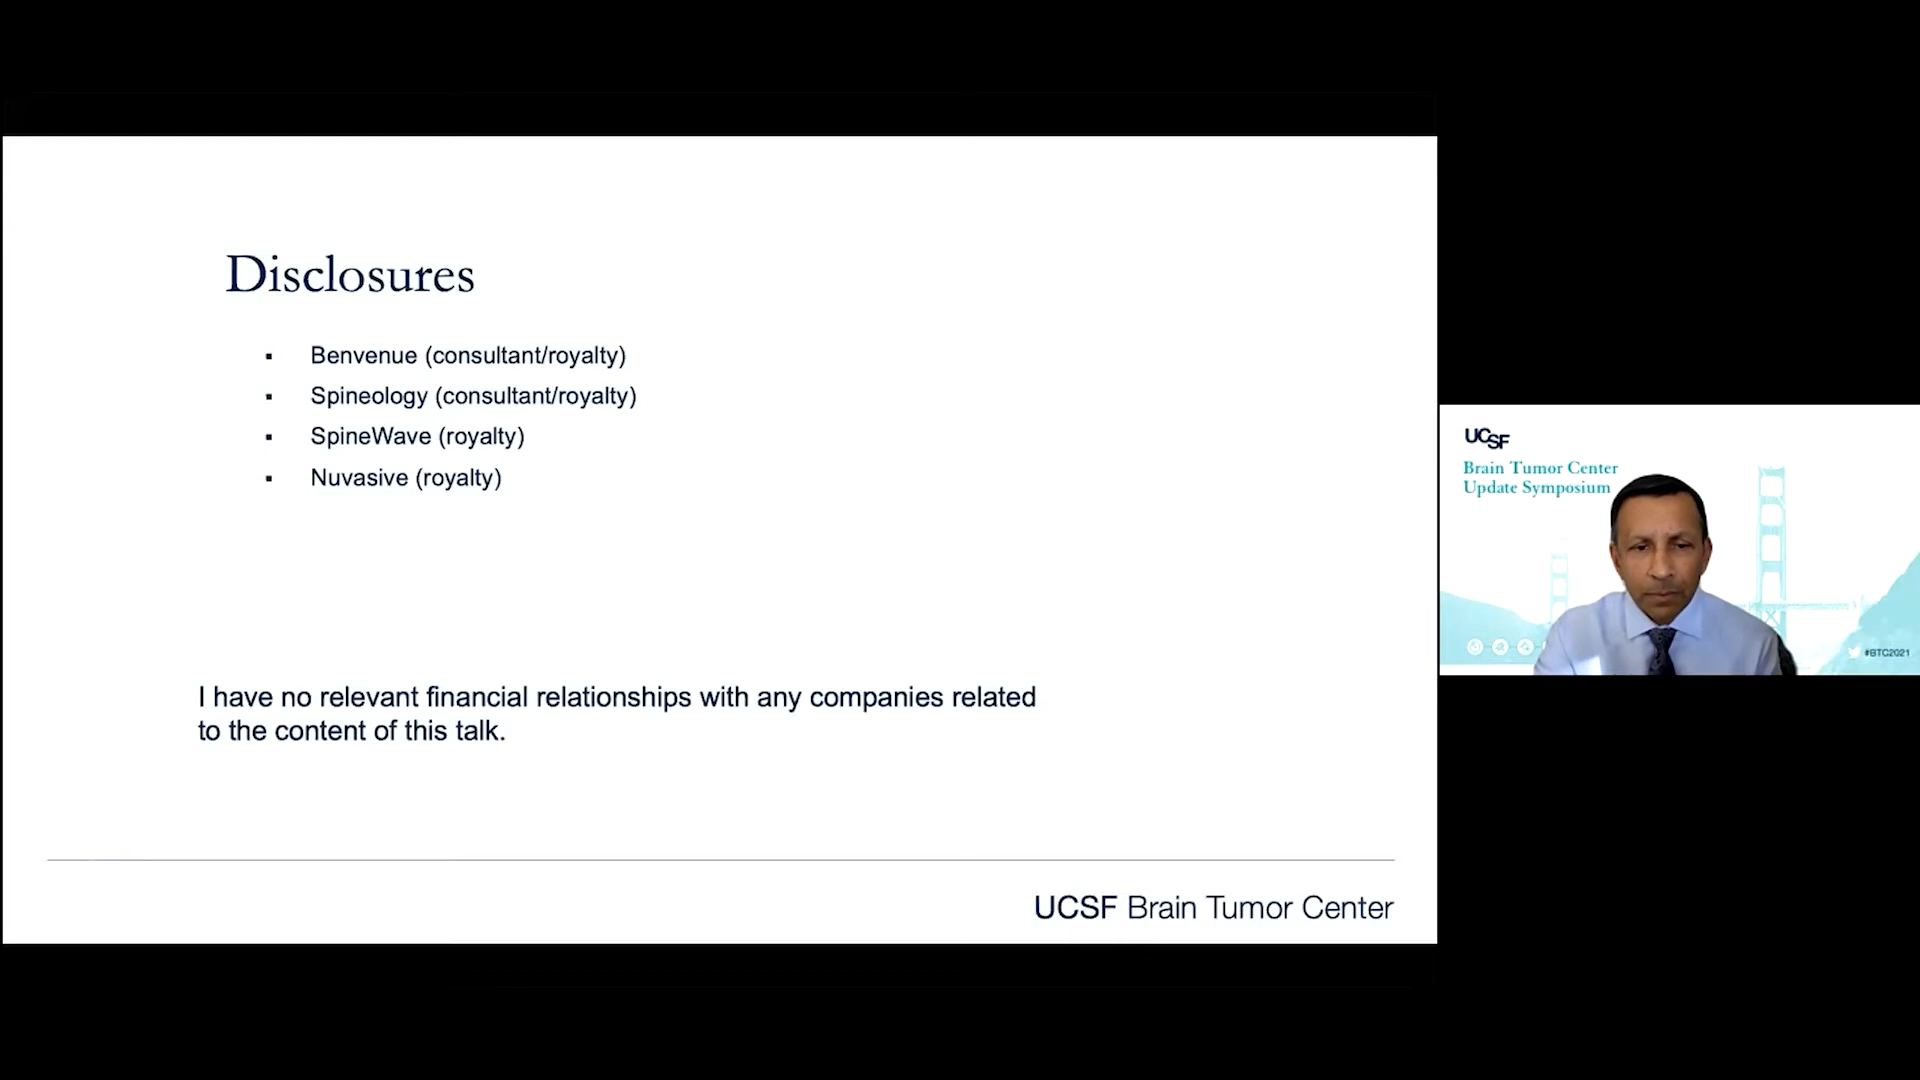 Disclosures
▪ Benvenue (consultant/royalty)
▪ Spineology (consultant/royalty)
▪ SpineWave (royalty)
▪ Nuvasive (royalty)
I have no relevant financial relationships with any companies related
to the content of this talk.
UCSF Brain Tumor Center
UCSF
Brain Tumor Center
Update Symposium
#BTC2021